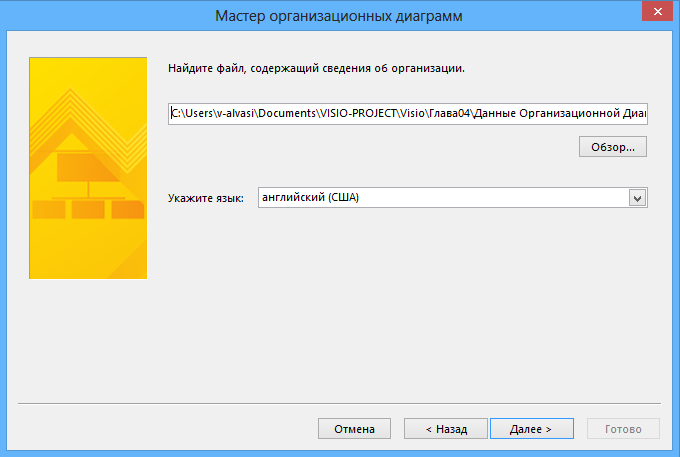 Мастер организационных диаграмм
Найдите файл, содержащий сведения об организации.
C:\Users\v-alvasi\Documents\VISIO-PROJECT\Visio\Глава04\Данные Организационной Диаг
Обзор...
Укажите язык: английский (США)
Отмена < Назад Далее > Готово